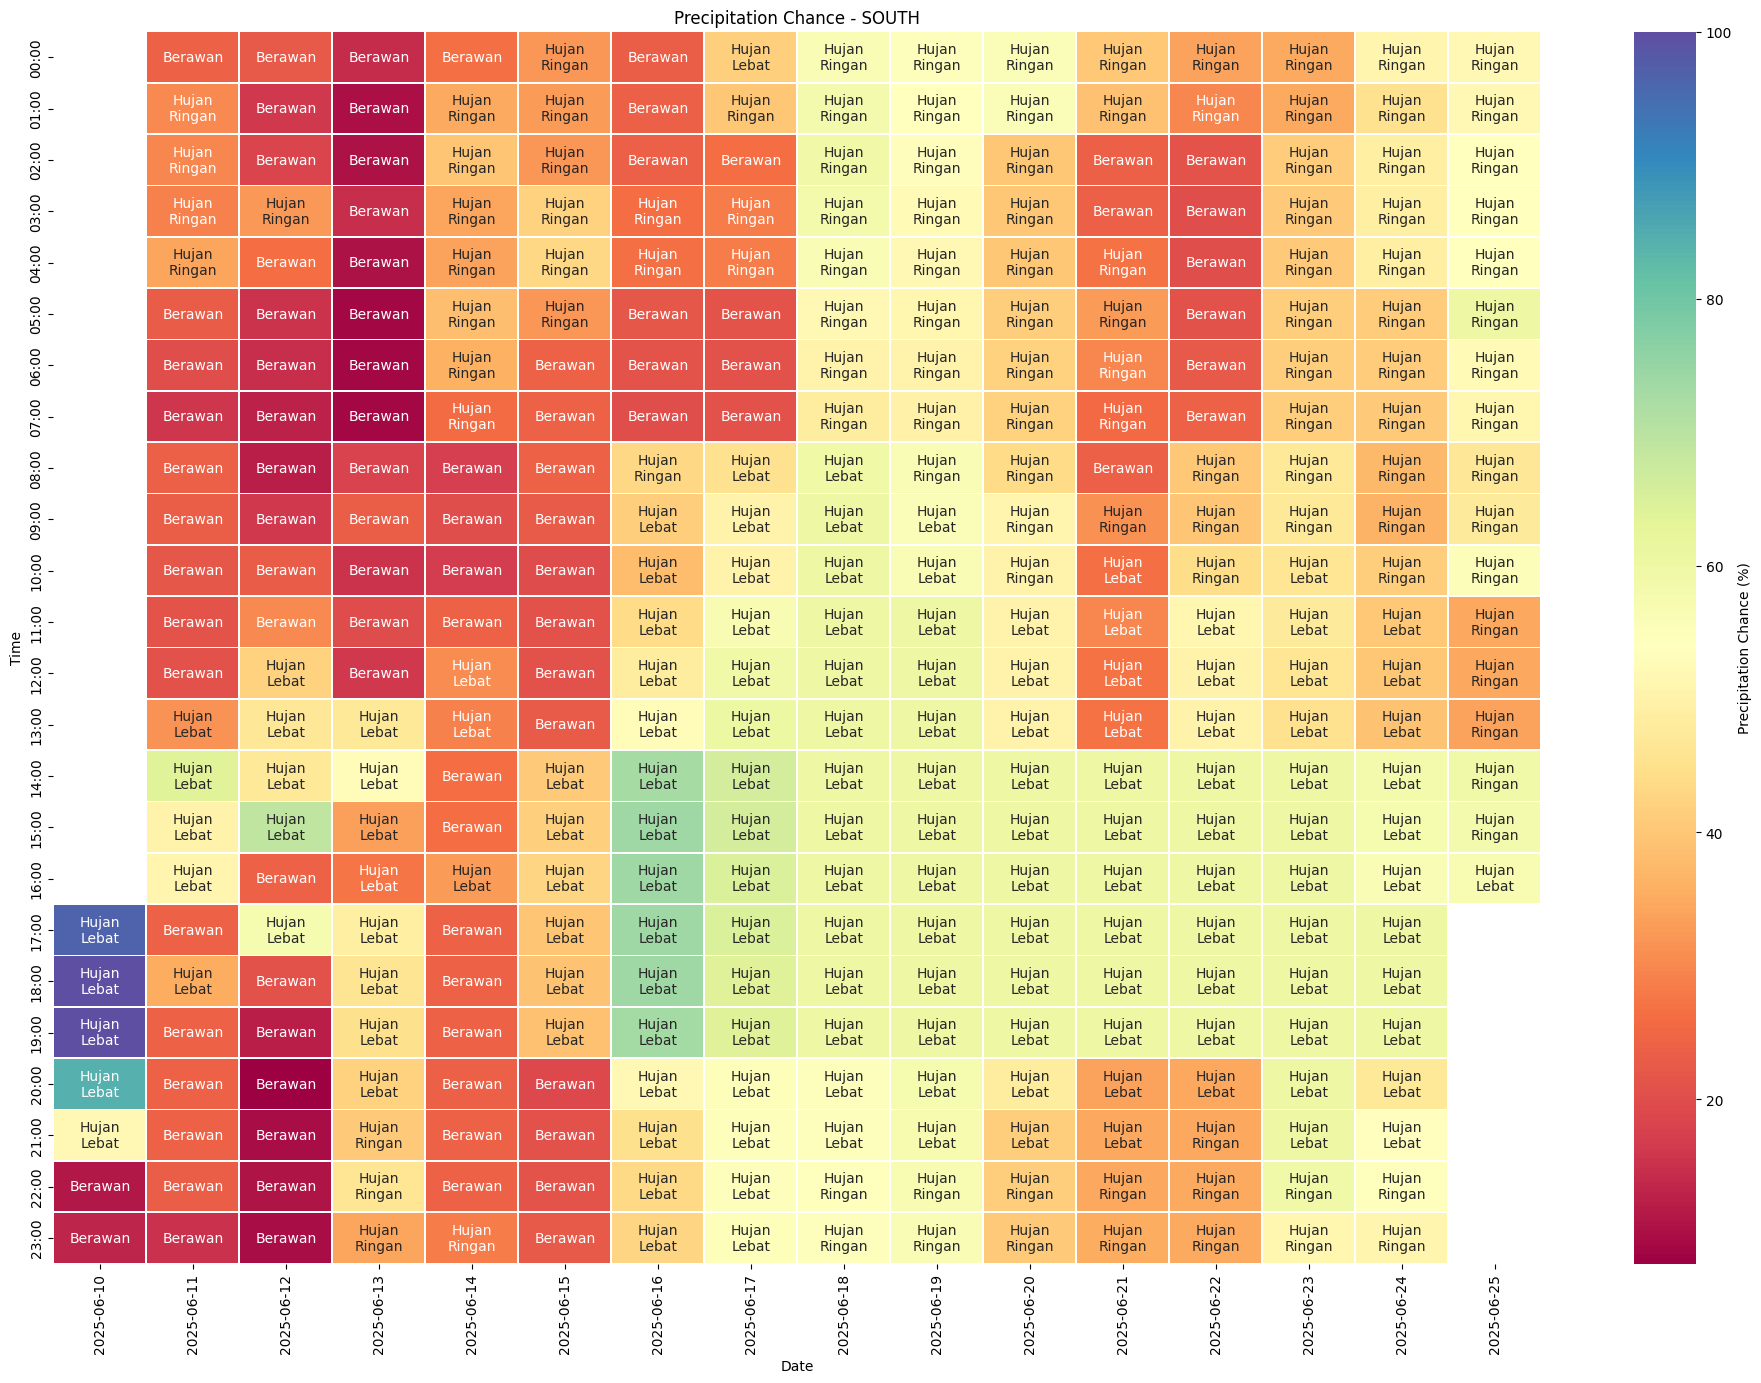 Precipitation Chance - SOUTH
00:00 Berawan Berawan Berawan Berawan Hujan Ringan Berawan Hujan Lebat Hujan Ringan Hujan Ringan Hujan Ringan Hujan Ringan Hujan Ringan Hujan Ringan Hujan Ringan Hujan Ringan
01:00 Hujan Ringan Berawan Berawan Hujan Ringan Hujan Ringan Berawan Hujan Ringan Hujan Ringan Hujan Ringan Hujan Ringan Hujan Ringan Hujan Ringan Hujan Ringan Hujan Ringan Hujan Ringan
02:00 Hujan Ringan Berawan Berawan Hujan Ringan Hujan Ringan Berawan Berawan Hujan Ringan Hujan Ringan Hujan Ringan Berawan Berawan Hujan Ringan Hujan Ringan Hujan Ringan
03:00 Hujan Ringan Hujan Ringan Berawan Hujan Ringan Hujan Ringan Hujan Ringan Hujan Ringan Hujan Ringan Hujan Ringan Hujan Ringan Berawan Berawan Hujan Ringan Hujan Ringan Hujan Ringan
04:00 Hujan Ringan Berawan Berawan Hujan Ringan Hujan Ringan Hujan Ringan Hujan Ringan Hujan Ringan Hujan Ringan Hujan Ringan Hujan Ringan Berawan Hujan Ringan Hujan Ringan Hujan Ringan
05:00 Berawan Berawan Berawan Hujan Ringan Hujan Ringan Berawan Berawan Hujan Ringan Hujan Ringan Hujan Ringan Hujan Ringan Berawan Hujan Ringan Hujan Ringan Hujan Ringan
06:00 Berawan Berawan Berawan Hujan Ringan Berawan Berawan Berawan Hujan Ringan Hujan Ringan Hujan Ringan Hujan Ringan Berawan Hujan Ringan Hujan Ringan Hujan Ringan
07:00 Berawan Berawan Berawan Hujan Ringan Berawan Berawan Berawan Hujan Ringan Hujan Ringan Hujan Ringan Hujan Ringan Berawan Hujan Ringan Hujan Ringan Hujan Ringan
08:00 Berawan Berawan Berawan Berawan Berawan Hujan Ringan Hujan Lebat Hujan Lebat Hujan Ringan Hujan Ringan Berawan Hujan Ringan Hujan Ringan Hujan Ringan Hujan Ringan
09:00 Berawan Berawan Berawan Berawan Berawan Hujan Lebat Hujan Lebat Hujan Lebat Hujan Lebat Hujan Ringan Hujan Ringan Hujan Ringan Hujan Ringan Hujan Ringan Hujan Ringan
10:00 Berawan Berawan Berawan Berawan Berawan Hujan Lebat Hujan Lebat Hujan Lebat Hujan Lebat Hujan Ringan Hujan Lebat Hujan Ringan Hujan Lebat Hujan Ringan Hujan Ringan
11:00 Berawan Berawan Berawan Berawan Berawan Hujan Lebat Hujan Lebat Hujan Lebat Hujan Lebat Hujan Lebat Hujan Lebat Hujan Lebat Hujan Lebat Hujan Lebat Hujan Ringan
12:00 Berawan Hujan Lebat Berawan Hujan Lebat Berawan Hujan Lebat Hujan Lebat Hujan Lebat Hujan Lebat Hujan Lebat Hujan Lebat Hujan Lebat Hujan Lebat Hujan Lebat Hujan Ringan
13:00 Hujan Lebat Hujan Lebat Hujan Lebat Hujan Lebat Berawan Hujan Lebat Hujan Lebat Hujan Lebat Hujan Lebat Hujan Lebat Hujan Lebat Hujan Lebat Hujan Lebat Hujan Lebat Hujan Ringan
14:00 Hujan Lebat Hujan Lebat Hujan Lebat Berawan Hujan Lebat Hujan Lebat Hujan Lebat Hujan Lebat Hujan Lebat Hujan Lebat Hujan Lebat Hujan Lebat Hujan Lebat Hujan Lebat Hujan Ringan
15:00 Hujan Lebat Hujan Lebat Hujan Lebat Berawan Hujan Lebat Hujan Lebat Hujan Lebat Hujan Lebat Hujan Lebat Hujan Lebat Hujan Lebat Hujan Lebat Hujan Lebat Hujan Lebat Hujan Ringan
16:00 Hujan Lebat Berawan Hujan Lebat Hujan Lebat Hujan Lebat Hujan Lebat Hujan Lebat Hujan Lebat Hujan Lebat Hujan Lebat Hujan Lebat Hujan Lebat Hujan Lebat Hujan Lebat Hujan Lebat
17:00 Hujan Lebat Berawan Hujan Lebat Hujan Lebat Berawan Hujan Lebat Hujan Lebat Hujan Lebat Hujan Lebat Hujan Lebat Hujan Lebat Hujan Lebat Hujan Lebat Hujan Lebat Hujan Lebat
18:00 Hujan Lebat Hujan Lebat Berawan Hujan Lebat Berawan Hujan Lebat Hujan Lebat Hujan Lebat Hujan Lebat Hujan Lebat Hujan Lebat Hujan Lebat Hujan Lebat Hujan Lebat Hujan Lebat
19:00 Hujan Lebat Berawan Berawan Hujan Lebat Berawan Hujan Lebat Hujan Lebat Hujan Lebat Hujan Lebat Hujan Lebat Hujan Lebat Hujan Lebat Hujan Lebat Hujan Lebat Hujan Lebat
20:00 Hujan Lebat Berawan Berawan Hujan Lebat Berawan Berawan Hujan Lebat Hujan Lebat Hujan Lebat Hujan Lebat Hujan Lebat Hujan Lebat Hujan Lebat Hujan Lebat Hujan Lebat
21:00 Hujan Lebat Berawan Berawan Hujan Ringan Berawan Berawan Hujan Lebat Hujan Lebat Hujan Lebat Hujan Lebat Hujan Lebat Hujan Lebat Hujan Ringan Hujan Lebat Hujan Lebat
22:00 Berawan Berawan Berawan Hujan Ringan Berawan Berawan Hujan Lebat Hujan Lebat Hujan Ringan Hujan Ringan Hujan Ringan Hujan Ringan Hujan Ringan Hujan Ringan Hujan Ringan
23:00 Berawan Berawan Berawan Hujan Ringan Hujan Ringan Berawan Hujan Lebat Hujan Lebat Hujan Ringan Hujan Ringan Hujan Ringan Hujan Ringan Hujan Ringan Hujan Ringan Hujan Ringan
Time
2025-06-10 2025-06-11 2025-06-12 2025-06-13 2025-06-14 2025-06-15 2025-06-16 2025-06-17 2025-06-18 2025-06-19 2025-06-20 2025-06-21 2025-06-22 2025-06-23 2025-06-24 2025-06-25
Date
100
80
60
40
20
Precipitation Chance (%)